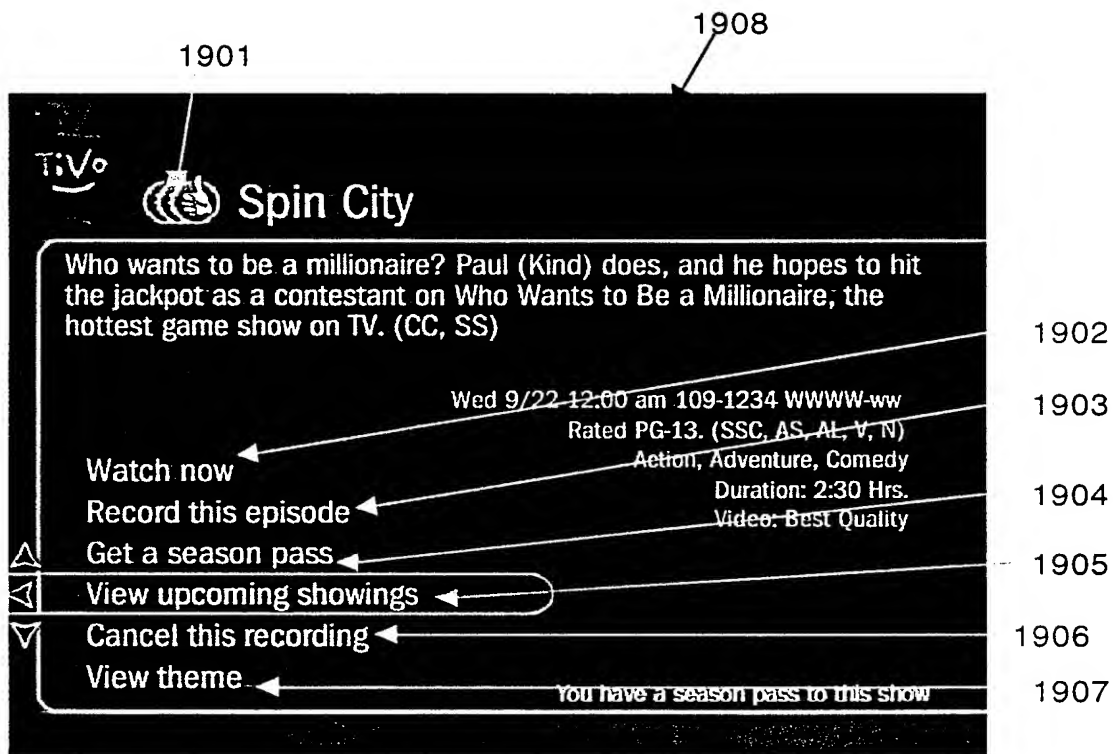 1908
1901
TiVo
Spin City
Who wants to be a millionaire? Paul (Kind) does, and he hopes to hit
the jackpot as a contestant on Who Wants to Be a Millionaire, the
hottest game show on TV. (CC, SS)
1902
Wed 9/22 12:00 am 109-1234 WWWW-ww
1903
Rated PG-13. (SSC, AS, AL, V, N)
Action, Adventure, Comedy
Watch now
Duration: 2:30 Hrs.
1904
Record this episode
Video: Best Quality
Get a season pass
1905
View upcoming showings
Cancel this recording
1906
View theme
You have a season pass to this show
1907